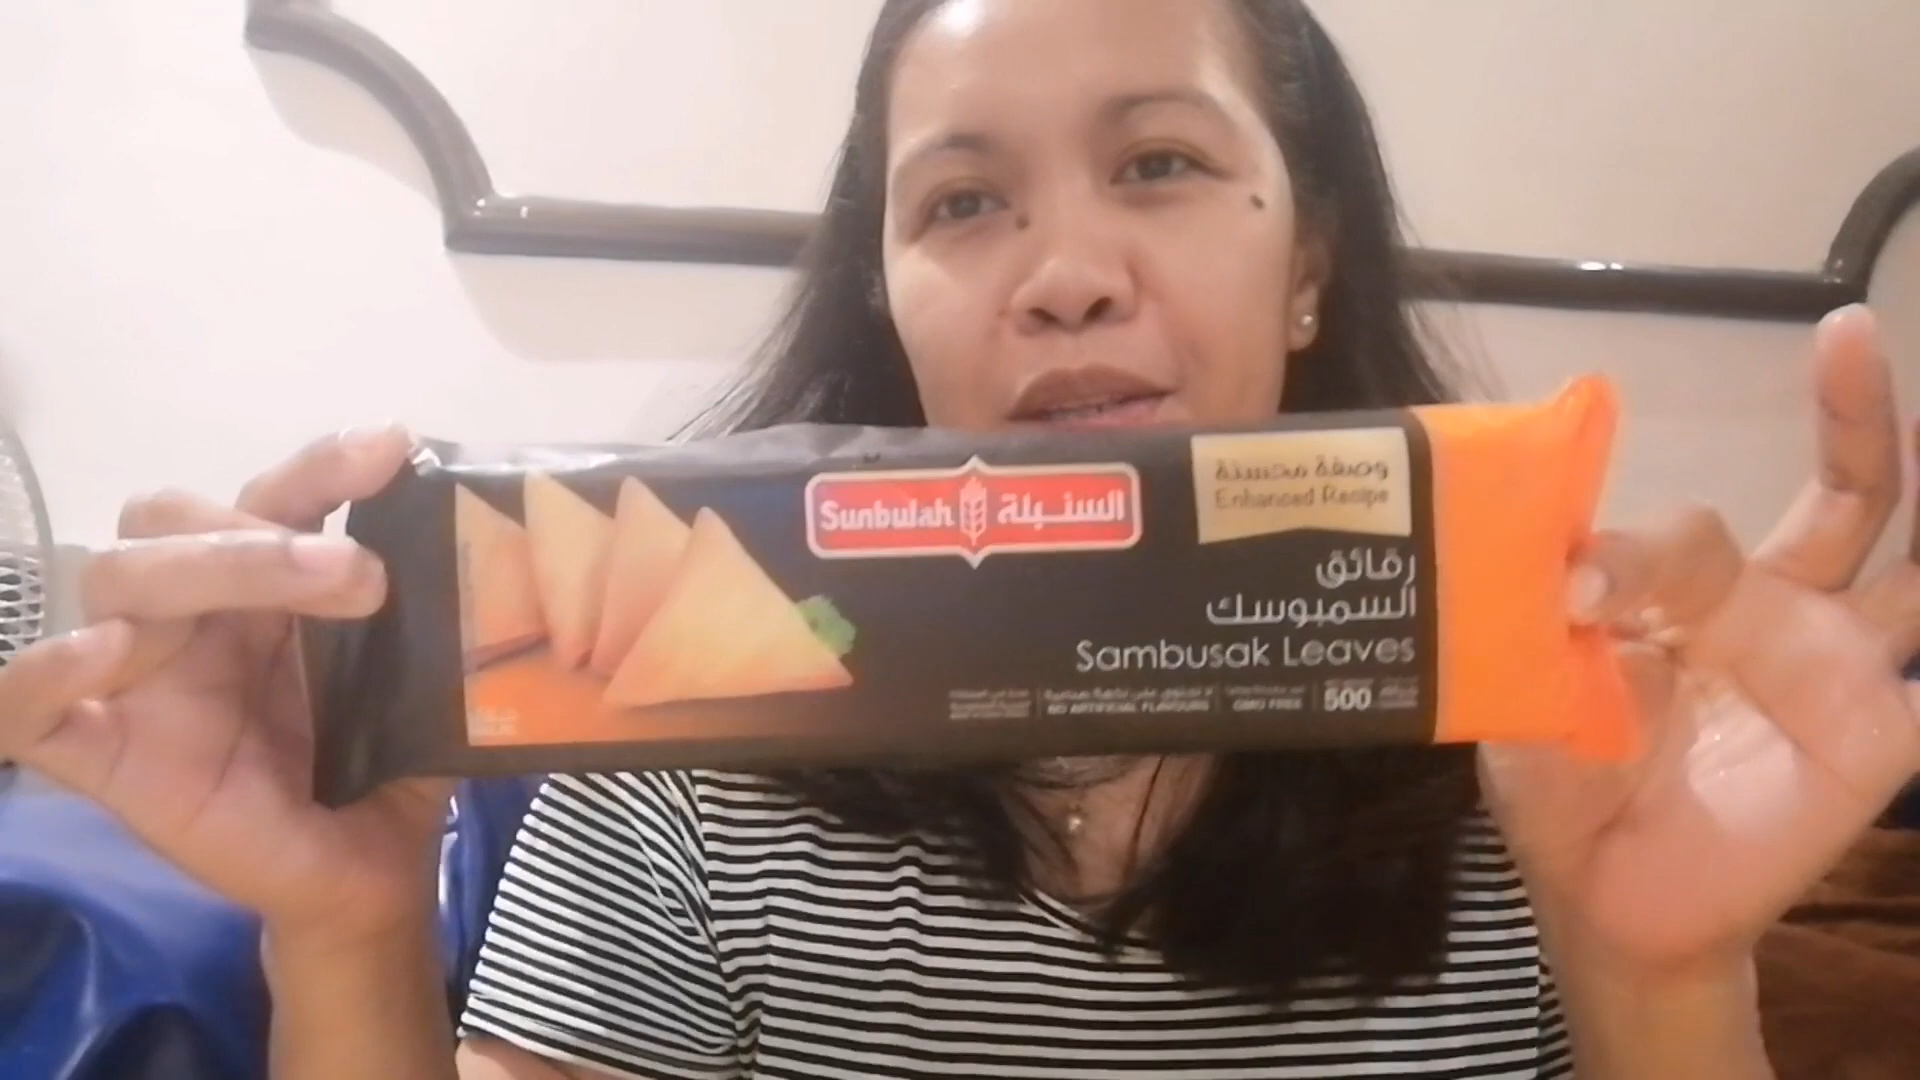 Sunbulah السنبلة
وصفة محسنة
Enhanced Recipe
رقائق
السمبوسك
Sambusak Leaves
NO ARTIFICIAL FLAVOURS
GMO FREE
500